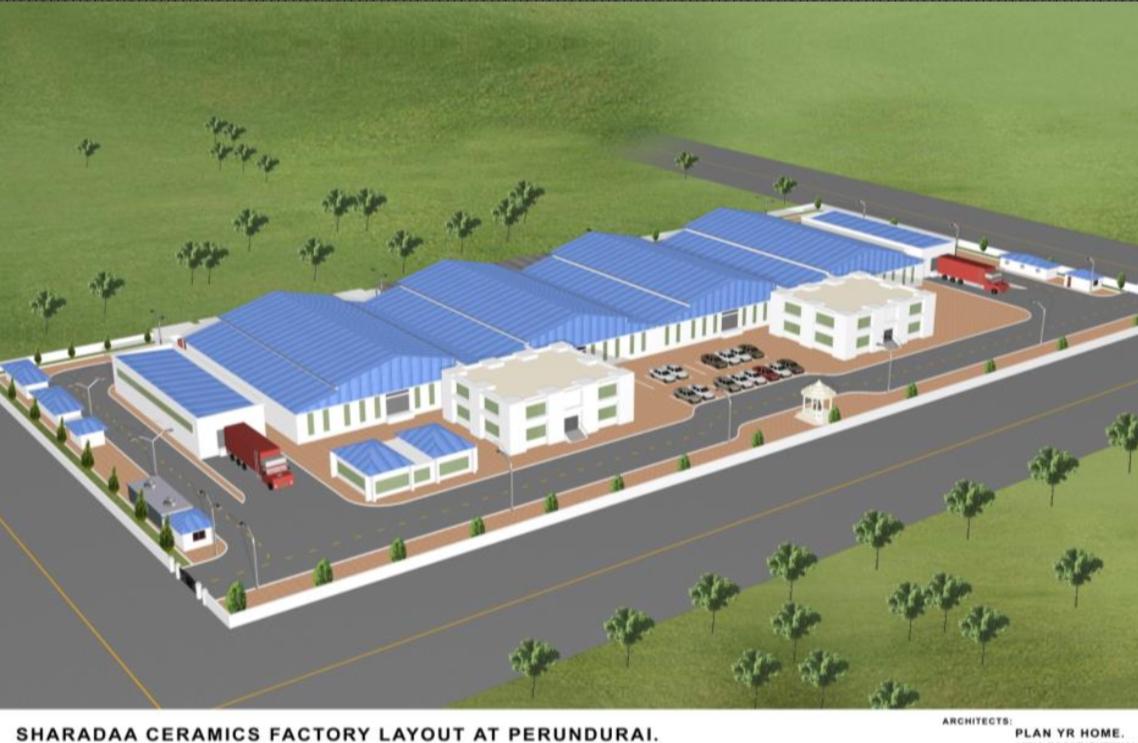 SHARADAA CERAMICS FACTORY LAYOUT AT PERUNDURAI.
ARCHITECTS:
PLAN YR HOME.